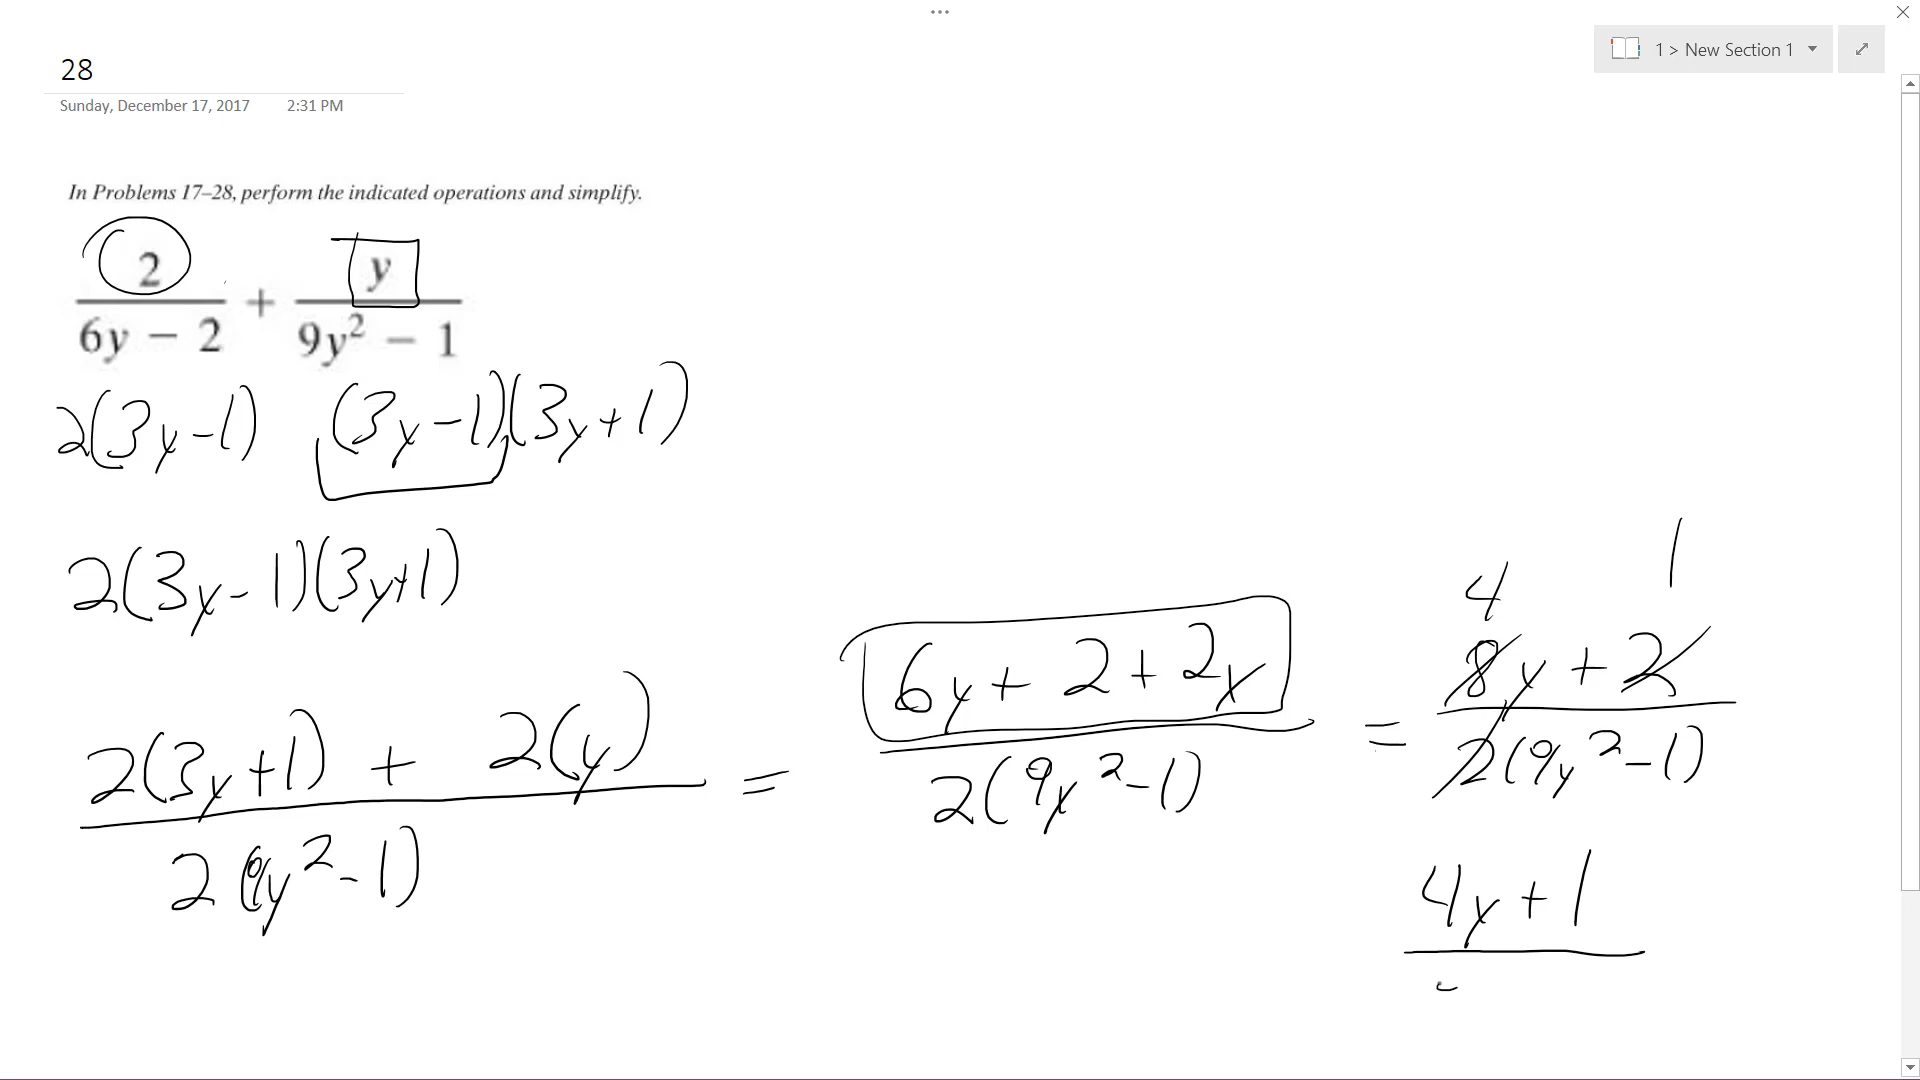 1 > New Section 1
28
Sunday, December 17, 2017 2:31 PM
In Problems 17–28, perform the indicated operations and simplify.
2 y
+
6y − 2 9y² − 1
2(3y-1) (3y-1)(3y+1)
2(3y-1)(3y+1)
4 1
2(3y+1) + 2(y) = 6y + 2 + 2y = 8y + 2
2(9y²-1) 2(9y²-1) 2(9y²-1)
4y + 1